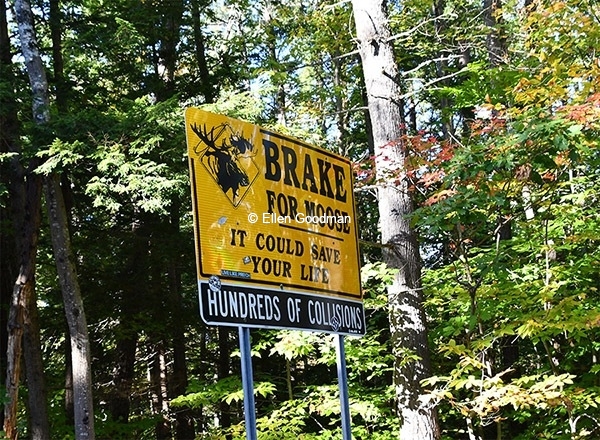 BRAKE
FOR MOOSE
© Ellen Goodman
IT COULD SAVE
YOUR LIFE
HUNDREDS OF COLLISIONS